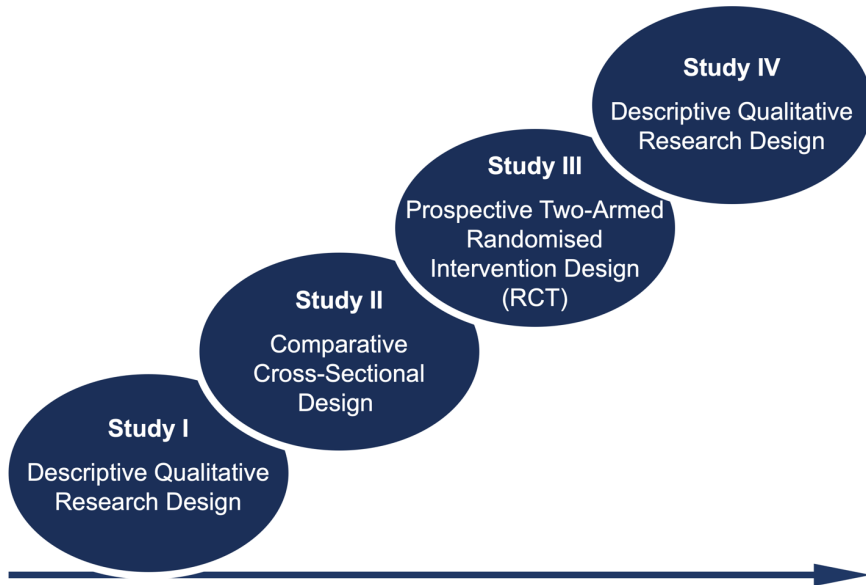 Study IV
Descriptive Qualitative
Research Design
Study III
Prospective Two-Armed
Randomised
Intervention Design
(RCT)
Study II
Comparative
Cross-Sectional
Design
Study I
Descriptive Qualitative
Research Design